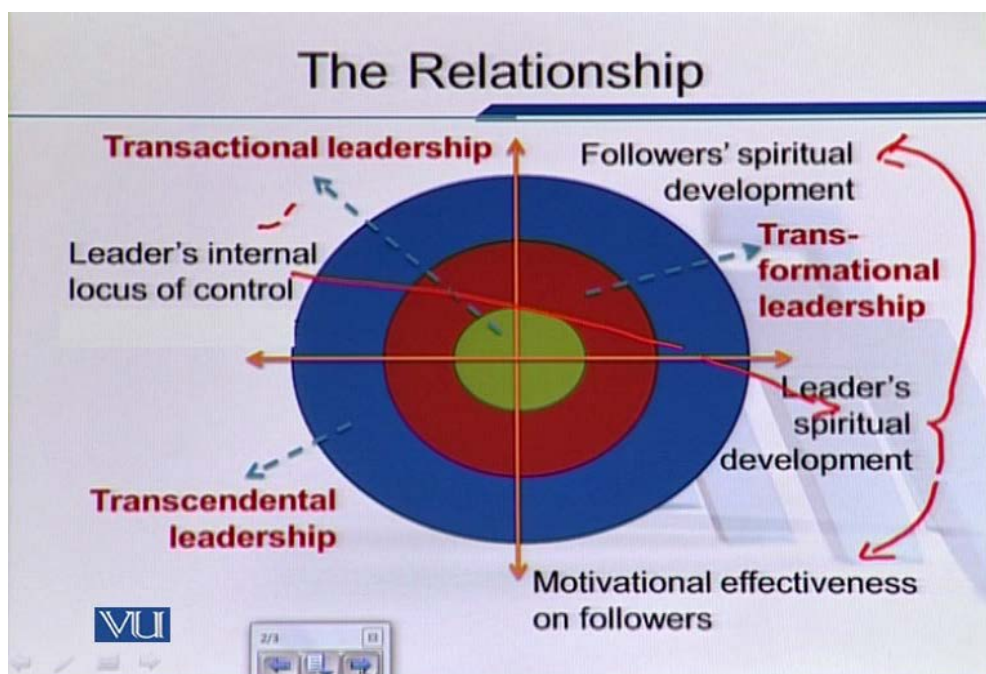 The Relationship
Transactional leadership
Followers' spiritual
development
Leader's internal
locus of control
Trans-
formational
leadership
Leader's
spiritual
development
Transcendental
leadership
Motivational effectiveness
on followers
VU
2/3